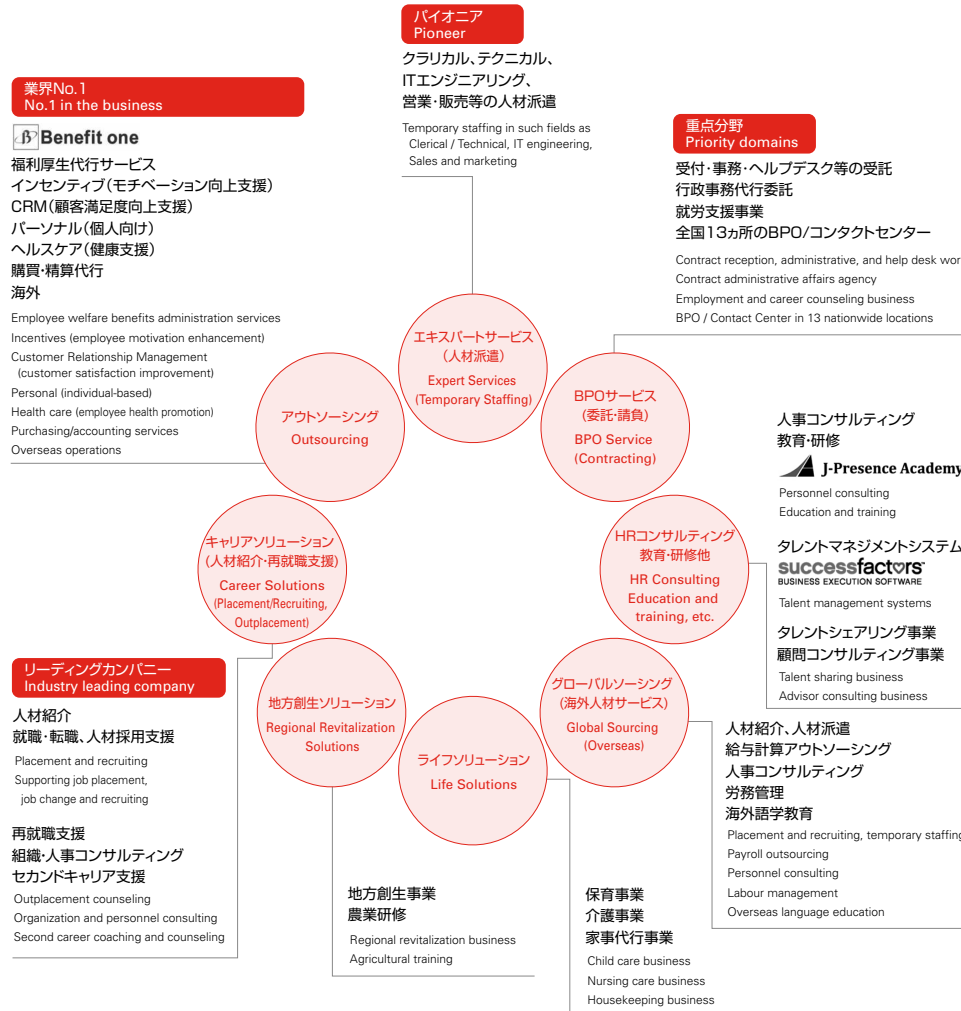 パイオニア
Pioneer
クラリカル、テクニカル、
ITエンジニアリング、
営業・販売等の人材派遣
Temporary staffing in such fields as
Clerical / Technical, IT engineering,
Sales and marketing
業界No.1
No.1 in the business
Benefit one
福利厚生代行サービス
インセンティブ(モチベーション向上支援)
CRM(顧客満足度向上支援)
パーソナル(個人向け)
ヘルスケア(健康支援)
購買・精算代行
海外
Employee welfare benefits administration services
Incentives (employee motivation enhancement)
Customer Relationship Management
(customer satisfaction improvement)
Personal (individual-based)
Health care (employee health promotion)
Purchasing/accounting services
Overseas operations
重点分野
Priority domains
受付・事務・ヘルプデスク等の受託
行政事務代行委託
就労支援事業
全国13ヵ所のBPO/コンタクトセンター
Contract reception, administrative, and help desk wor
Contract administrative affairs agency
Employment and career counseling business
BPO / Contact Center in 13 nationwide locations
エキスパートサービス
(人材派遣)
Expert Services
(Temporary Staffing)
アウトソーシング
Outsourcing
BPOサービス
(委託・請負)
BPO Service
(Contracting)
人事コンサルティング
教育・研修
J-Presence Academy
Personnel consulting
Education and training
タレントマネジメントシステム
successfactors™
BUSINESS EXECUTION SOFTWARE
Talent management systems
タレントシェアリング事業
顧問コンサルティング事業
Talent sharing business
Advisor consulting business
キャリアソリューション
(人材紹介・再就職支援)
Career Solutions
(Placement/Recruiting,
Outplacement)
HRコンサルティング
教育・研修他
HR Consulting
Education and
training, etc.
リーディングカンパニー
Industry leading company
人材紹介
就職・転職、人材採用支援
Placement and recruiting
Supporting job placement,
job change and recruiting
再就職支援
組織・人事コンサルティング
セカンドキャリア支援
Outplacement counseling
Organization and personnel consulting
Second career coaching and counseling
地方創生ソリューション
Regional Revitalization
Solutions
ライフソリューション
Life Solutions
グローバルソーシング
(海外人材サービス)
Global Sourcing
(Overseas)
人材紹介、人材派遣
給与計算アウトソーシング
人事コンサルティング
労務管理
海外語学教育
Placement and recruiting, temporary staffing
Payroll outsourcing
Personnel consulting
Labour management
Overseas language education
地方創生事業
農業研修
Regional revitalization business
Agricultural training
保育事業
介護事業
家事代行事業
Child care business
Nursing care business
Housekeeping business